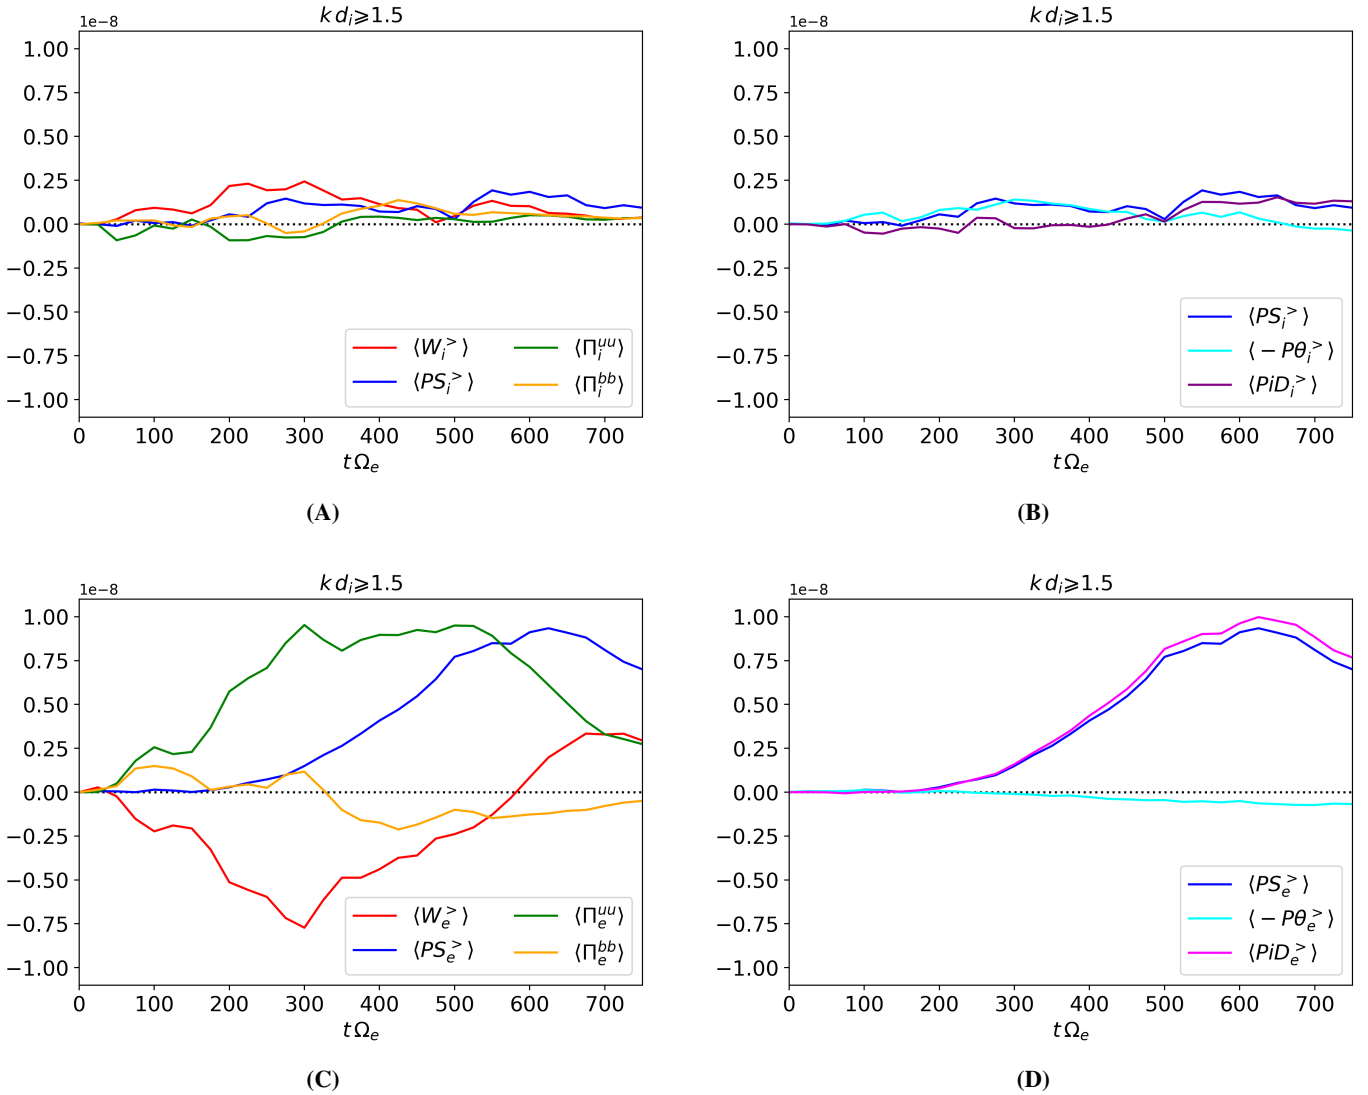 k d_i⩾1.5
1e−8
1.00
0.75
0.50
0.25
0.00
−0.25
−0.50
−0.75
−1.00
0 100 200 300 400 500 600 700
t Ω_e
⟨W_i^>⟩ ⟨Π_i^{uu}⟩
⟨PS_i^>⟩ ⟨Π_i^{bb}⟩
(A)
k d_i⩾1.5
1e−8
1.00
0.75
0.50
0.25
0.00
−0.25
−0.50
−0.75
−1.00
0 100 200 300 400 500 600 700
t Ω_e
⟨PS_i^>⟩
⟨−Pθ_i^>⟩
⟨PiD_i^>⟩
(B)
k d_i⩾1.5
1e−8
1.00
0.75
0.50
0.25
0.00
−0.25
−0.50
−0.75
−1.00
0 100 200 300 400 500 600 700
t Ω_e
⟨W_e^>⟩ ⟨Π_e^{uu}⟩
⟨PS_e^>⟩ ⟨Π_e^{bb}⟩
(C)
k d_i⩾1.5
1e−8
1.00
0.75
0.50
0.25
0.00
−0.25
−0.50
−0.75
−1.00
0 100 200 300 400 500 600 700
t Ω_e
⟨PS_e^>⟩
⟨−Pθ_e^>⟩
⟨PiD_e^>⟩
(D)